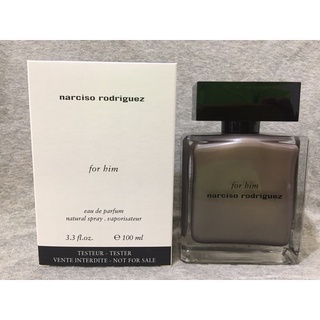 narciso rodriguez
for him
eau de parfum
natural spray . vaporisateur
3.3 fl.oz. ℮ 100 ml
TESTEUR - TESTER
VENTE INTERDITE - NOT FOR SALE
for him
narciso rodriguez